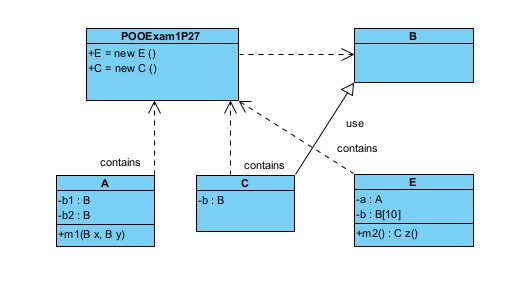 POOExam1P27
+E = new E ()
+C = new C ()
B
use
contains
contains
contains
A
-b1 : B
-b2 : B
+m1(B x, B y)
C
-b : B
E
-a : A
-b : B[10]
+m2() : C z()